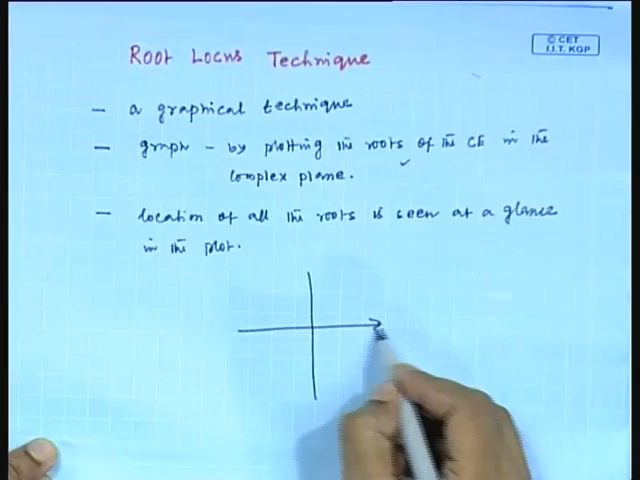 © CET
I.I.T. KGP
Root Locus Technique
– a graphical technique
– graph – by plotting the roots of the CE in the
complex plane.
– location of all the roots is seen at a glance
in the plot.